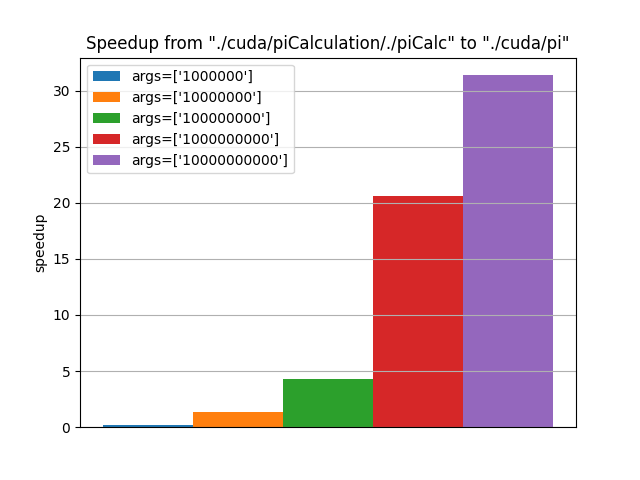 Speedup from "./cuda/piCalculation/./piCalc" to "./cuda/pi"
args=['1000000']
args=['10000000']
args=['100000000']
args=['1000000000']
args=['10000000000']
30
25
20
15
10
5
0
speedup